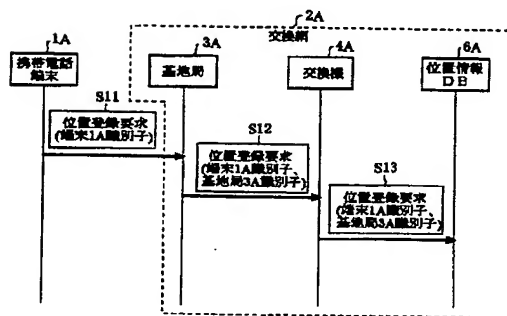 2A
交換網
1A
携帯電話
端末
3A
基地局
4A
交換機
6A
位置情報
DB
S11
位置登録要求
(端末1A識別子)
S12
位置登録要求
(端末1A識別子、
基地局3A識別子)
S13
位置登録要求
(端末1A識別子、
基地局3A識別子)